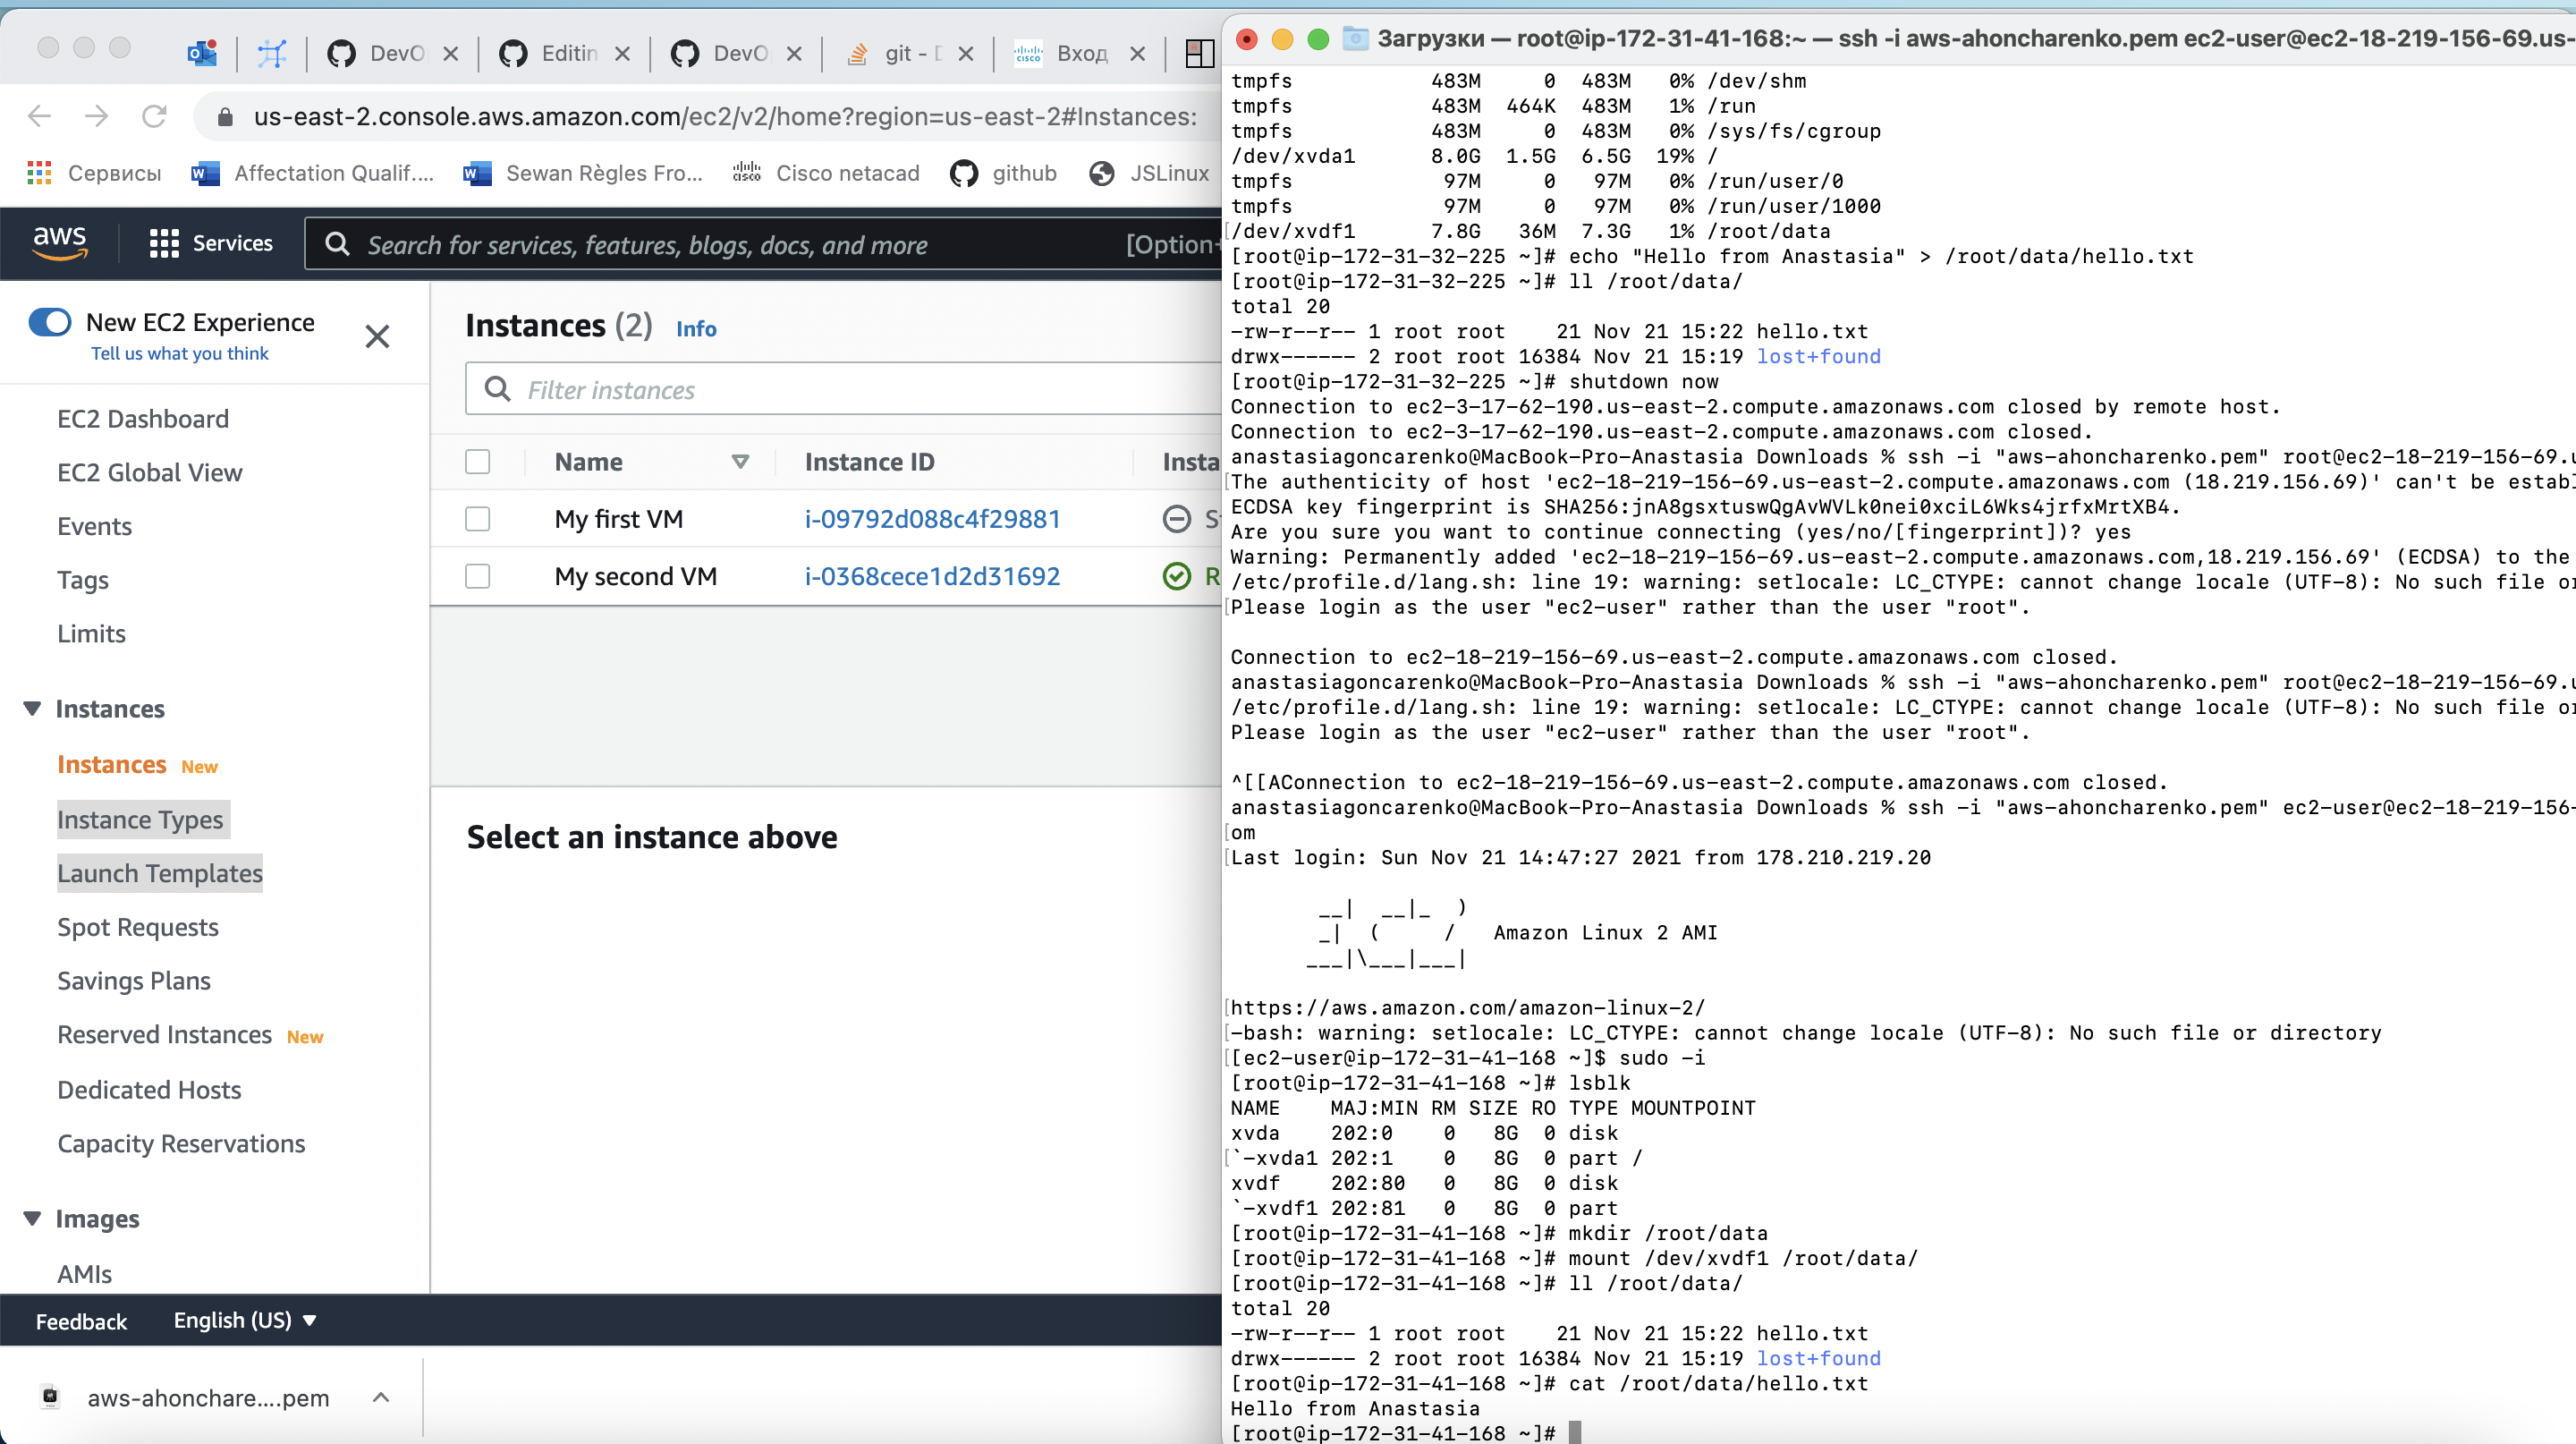 DevO
Editin
DevO
git - D
Вход
us-east-2.console.aws.amazon.com/ec2/v2/home?region=us-east-2#Instances:
Сервисы
Affectation Qualif....
Sewan Règles Fro...
Cisco netacad
github
JSLinux
aws
Services
Search for services, features, blogs, docs, and more
[Option+
New EC2 Experience
Tell us what you think
EC2 Dashboard
EC2 Global View
Events
Tags
Limits
Instances
Instances New
Instance Types
Launch Templates
Spot Requests
Savings Plans
Reserved Instances New
Dedicated Hosts
Capacity Reservations
Images
AMIs
Instances (2) Info
Filter instances
Name Instance ID Insta
My first VM i-09792d088c4f29881 S
My second VM i-0368cece1d2d31692 R
Select an instance above
Feedback English (US)
aws-ahonchare....pem
Загрузки — root@ip-172-31-41-168:~ — ssh -i aws-ahoncharenko.pem ec2-user@ec2-18-219-156-69.us-
tmpfs 483M 0 483M 0% /dev/shm
tmpfs 483M 464K 483M 1% /run
tmpfs 483M 0 483M 0% /sys/fs/cgroup
/dev/xvda1 8.0G 1.5G 6.5G 19% /
tmpfs 97M 0 97M 0% /run/user/0
tmpfs 97M 0 97M 0% /run/user/1000
/dev/xvdf1 7.8G 36M 7.3G 1% /root/data
[root@ip-172-31-32-225 ~]# echo "Hello from Anastasia" > /root/data/hello.txt
[root@ip-172-31-32-225 ~]# ll /root/data/
total 20
-rw-r--r-- 1 root root 21 Nov 21 15:22 hello.txt
drwx------ 2 root root 16384 Nov 21 15:19 lost+found
[root@ip-172-31-32-225 ~]# shutdown now
Connection to ec2-3-17-62-190.us-east-2.compute.amazonaws.com closed by remote host.
Connection to ec2-3-17-62-190.us-east-2.compute.amazonaws.com closed.
anastasiagoncarenko@MacBook-Pro-Anastasia Downloads % ssh -i "aws-ahoncharenko.pem" root@ec2-18-219-156-69.u
The authenticity of host 'ec2-18-219-156-69.us-east-2.compute.amazonaws.com (18.219.156.69)' can't be establ
ECDSA key fingerprint is SHA256:jnA8gsxtuswQgAvWVLk0nei0xciL6Wks4jrfxMrtXB4.
Are you sure you want to continue connecting (yes/no/[fingerprint])? yes
Warning: Permanently added 'ec2-18-219-156-69.us-east-2.compute.amazonaws.com,18.219.156.69' (ECDSA) to the
/etc/profile.d/lang.sh: line 19: warning: setlocale: LC_CTYPE: cannot change locale (UTF-8): No such file or
Please login as the user "ec2-user" rather than the user "root".
Connection to ec2-18-219-156-69.us-east-2.compute.amazonaws.com closed.
anastasiagoncarenko@MacBook-Pro-Anastasia Downloads % ssh -i "aws-ahoncharenko.pem" root@ec2-18-219-156-69.u
/etc/profile.d/lang.sh: line 19: warning: setlocale: LC_CTYPE: cannot change locale (UTF-8): No such file or
Please login as the user "ec2-user" rather than the user "root".
^[[AConnection to ec2-18-219-156-69.us-east-2.compute.amazonaws.com closed.
anastasiagoncarenko@MacBook-Pro-Anastasia Downloads % ssh -i "aws-ahoncharenko.pem" ec2-user@ec2-18-219-156-
om
Last login: Sun Nov 21 14:47:27 2021 from 178.210.219.20
__| __|_ )
_| ( / Amazon Linux 2 AMI
___|\___|___|
https://aws.amazon.com/amazon-linux-2/
-bash: warning: setlocale: LC_CTYPE: cannot change locale (UTF-8): No such file or directory
[ec2-user@ip-172-31-41-168 ~]$ sudo -i
[root@ip-172-31-41-168 ~]# lsblk
NAME MAJ:MIN RM SIZE RO TYPE MOUNTPOINT
xvda 202:0 0 8G 0 disk
`-xvda1 202:1 0 8G 0 part /
xvdf 202:80 0 8G 0 disk
`-xvdf1 202:81 0 8G 0 part
[root@ip-172-31-41-168 ~]# mkdir /root/data
[root@ip-172-31-41-168 ~]# mount /dev/xvdf1 /root/data/
[root@ip-172-31-41-168 ~]# ll /root/data/
total 20
-rw-r--r-- 1 root root 21 Nov 21 15:22 hello.txt
drwx------ 2 root root 16384 Nov 21 15:19 lost+found
[root@ip-172-31-41-168 ~]# cat /root/data/hello.txt
Hello from Anastasia
[root@ip-172-31-41-168 ~]#